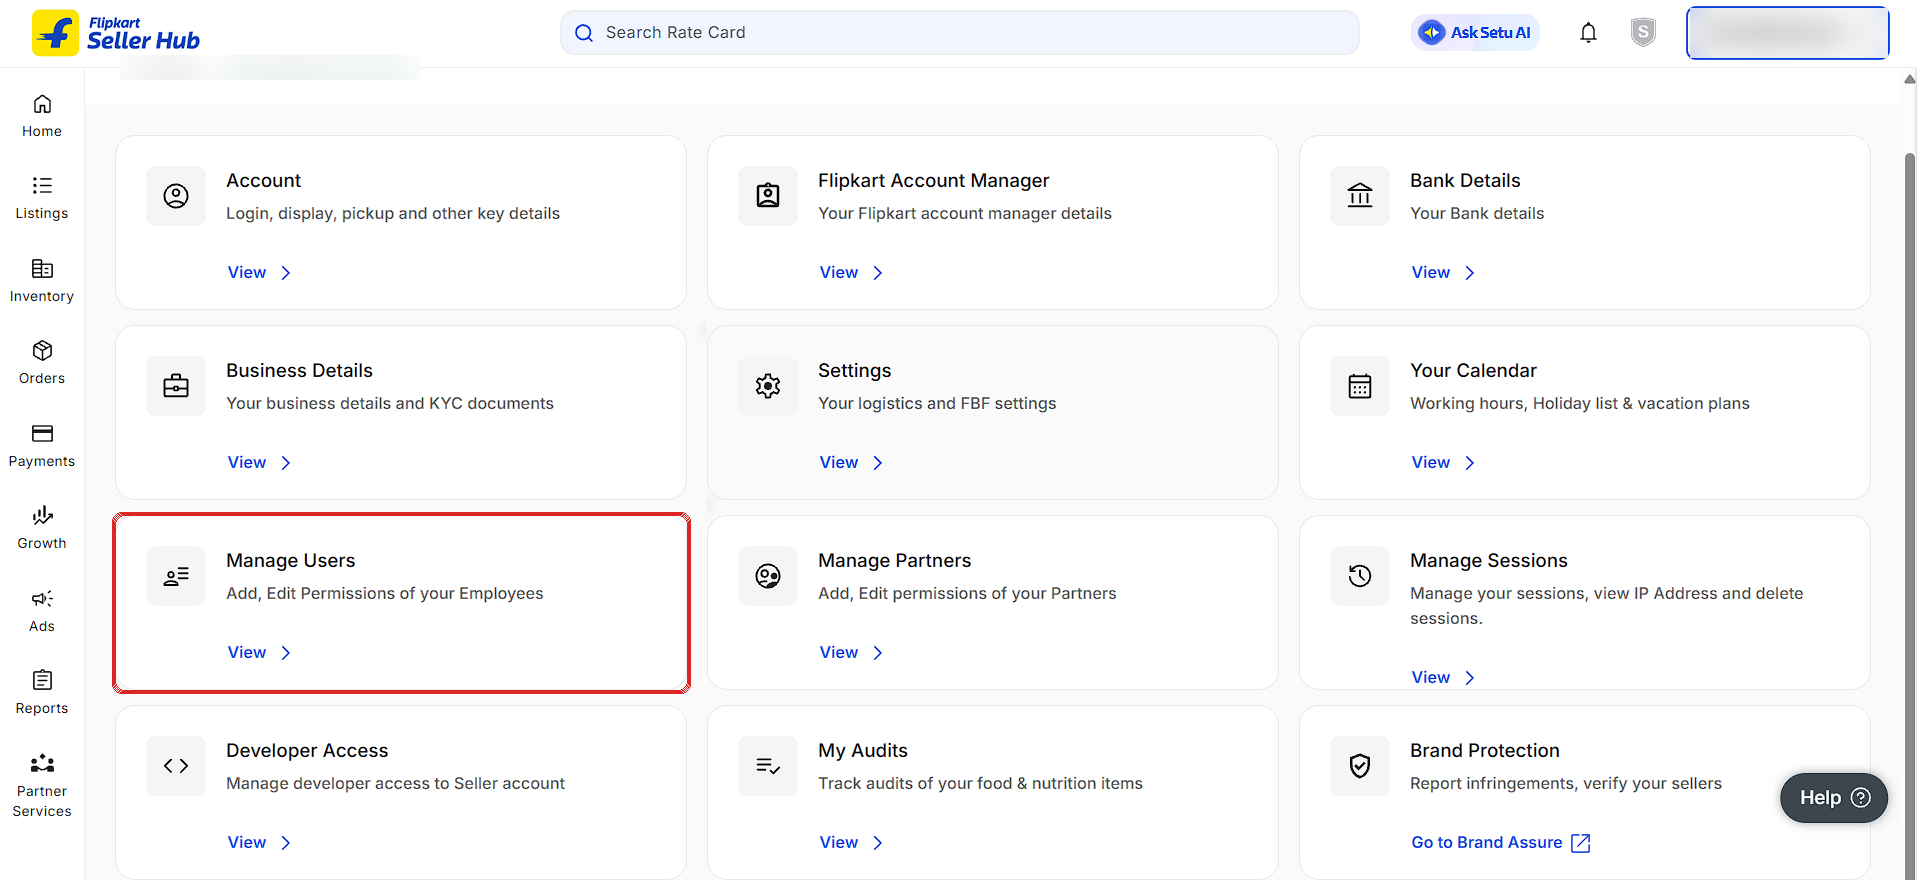 Flipkart
Seller Hub
Search Rate Card
Ask Setu AI
S
Home
Listings
Inventory
Orders
Payments
Growth
Ads
Reports
Partner
Services
Account
Login, display, pickup and other key details
View
Flipkart Account Manager
Your Flipkart account manager details
View
Bank Details
Your Bank details
View
Business Details
Your business details and KYC documents
View
Settings
Your logistics and FBF settings
View
Your Calendar
Working hours, Holiday list & vacation plans
View
Manage Users
Add, Edit Permissions of your Employees
View
Manage Partners
Add, Edit permissions of your Partners
View
Manage Sessions
Manage your sessions, view IP Address and delete
sessions.
View
Developer Access
Manage developer access to Seller account
View
My Audits
Track audits of your food & nutrition items
View
Brand Protection
Report infringements, verify your sellers
Go to Brand Assure
Help